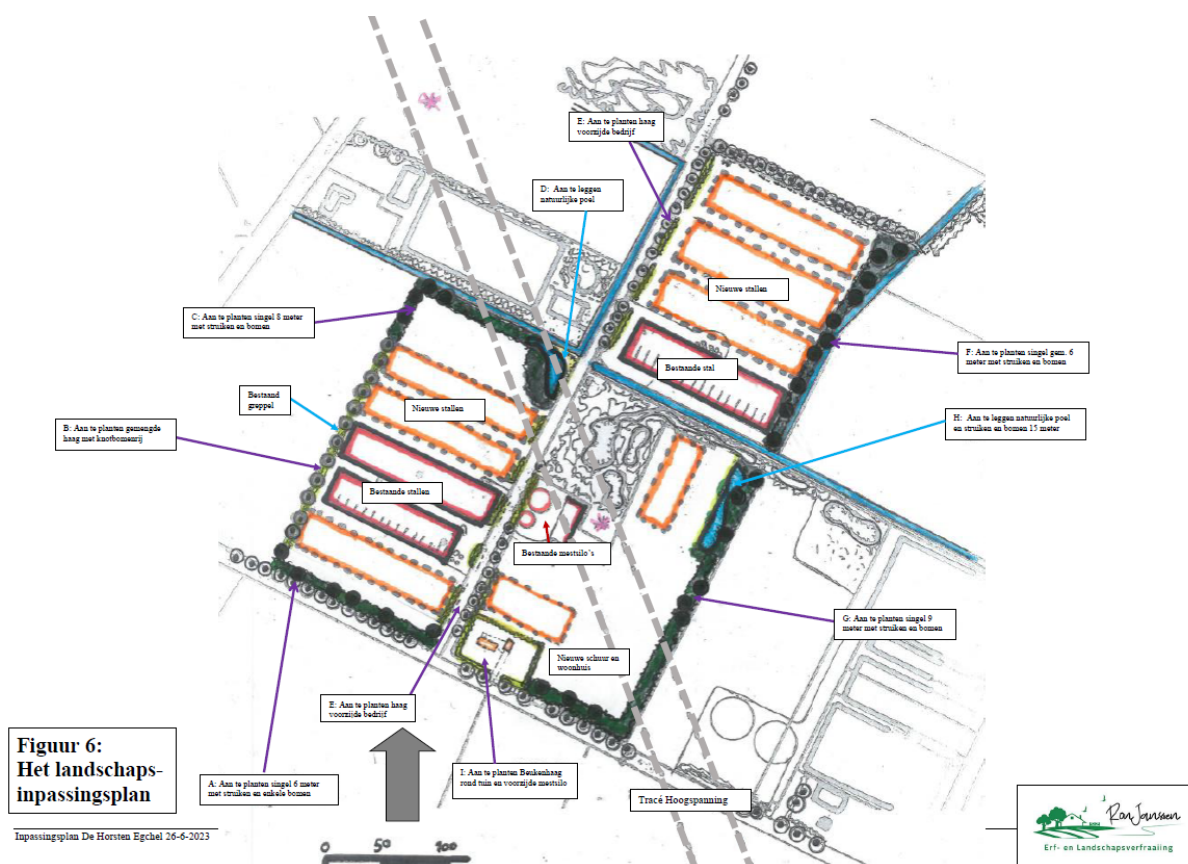 E: Aan te planten haag
voorzijde bedrijf
D: Aan te leggen
natuurlijke poel
Nieuwe stallen
C: Aan te planten singel 8 meter
met struiken en bomen
F: Aan te planten singel gem. 6
meter met struiken en bomen
Bestaande stal
Bestaand
greppel
Nieuwe stallen
H: Aan te leggen natuurlijke poel
en struiken en bomen 15 meter
B: Aan te planten gemengde
haag met knotbomenrij
Bestaande stallen
Bestaande mestsilo's
G: Aan te planten singel 9
meter met struiken en bomen
Nieuwe schuur en
woonhuis
E: Aan te planten haag
voorzijde bedrijf
Figuur 6:
Het landschaps-
inpassingsplan
A: Aan te planten singel 6 meter
met struiken en enkele bomen
I: Aan te planten Beukenhaag
rond tuin en voorzijde mestsilo
Tracé Hoogspanning
Inpassingsplan De Horsten Egchel 26-6-2023
0 50 100
Ron Janssen
Erf- en Landschapsverfraaiing